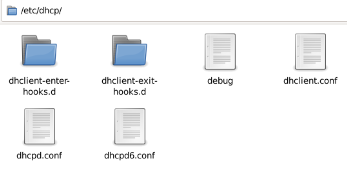 /etc/dhcp/
dhclient-enter-
hooks.d
dhclient-exit-
hooks.d
debug
dhclient.conf
dhcpd.conf
dhcpd6.conf